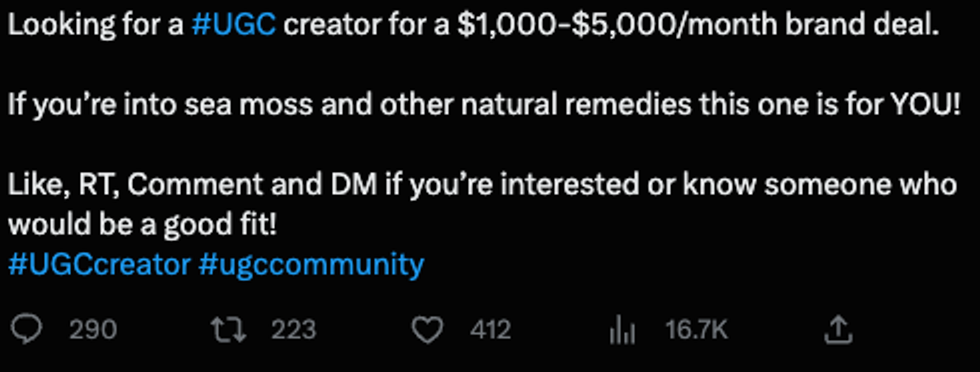 Looking for a #UGC creator for a $1,000-$5,000/month brand deal.
If you’re into sea moss and other natural remedies this one is for YOU!
Like, RT, Comment and DM if you’re interested or know someone who
would be a good fit!
#UGCcreator #ugccommunity
290 223 412 16.7K